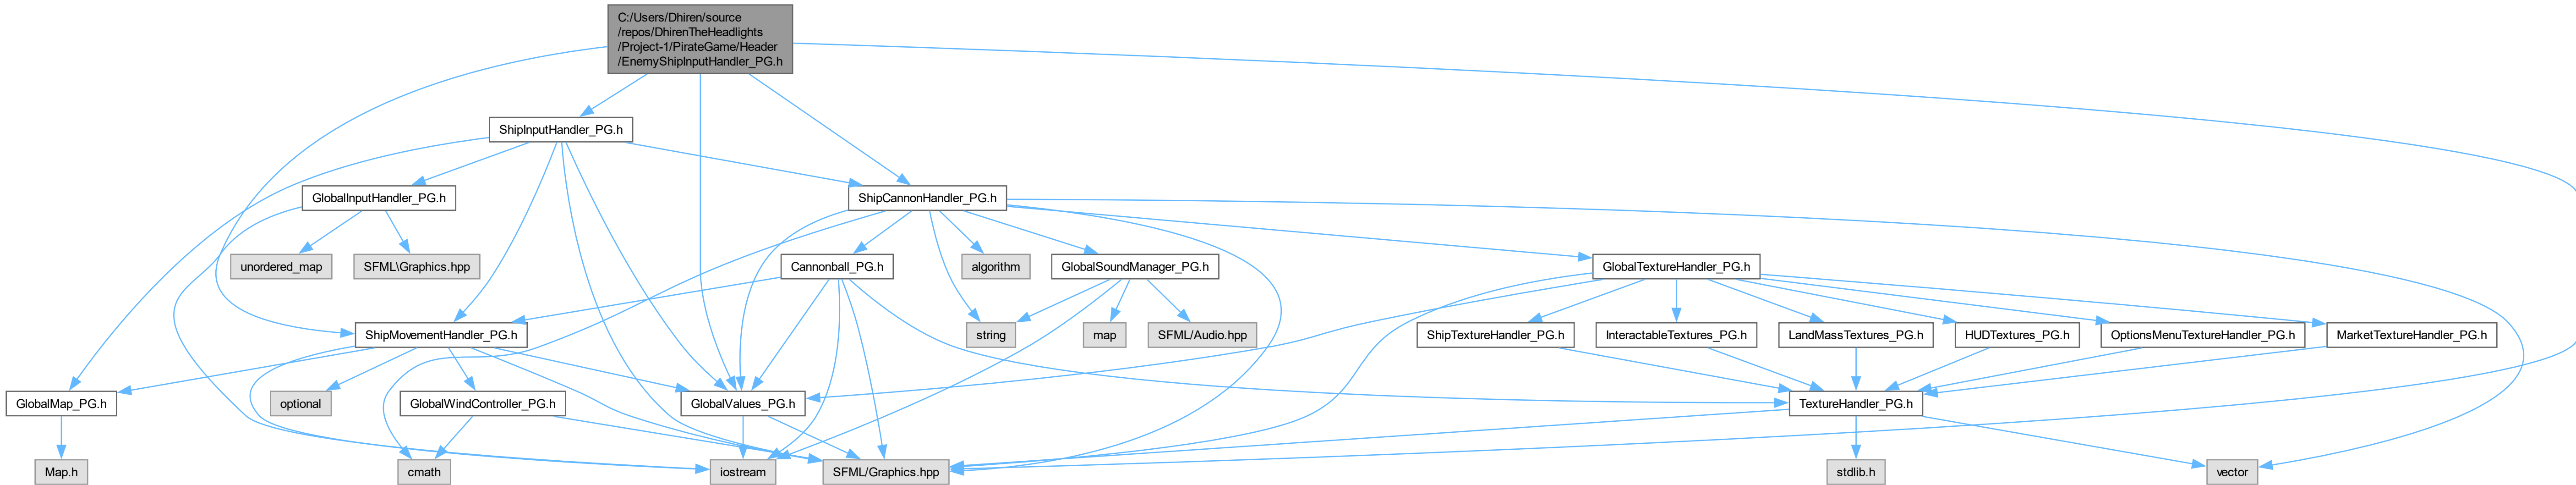 C:/Users/Dhiren/source
/repos/DhirenTheHeadlights
/Project-1/PirateGame/Header
/EnemyShipInputHandler_PG.h
ShipInputHandler_PG.h
GlobalInputHandler_PG.h
ShipCannonHandler_PG.h
unordered_map
SFML\Graphics.hpp
Cannonball_PG.h
algorithm
GlobalSoundManager_PG.h
GlobalTextureHandler_PG.h
ShipMovementHandler_PG.h
string
map
SFML/Audio.hpp
ShipTextureHandler_PG.h
InteractableTextures_PG.h
LandMassTextures_PG.h
HUDTextures_PG.h
OptionsMenuTextureHandler_PG.h
MarketTextureHandler_PG.h
GlobalMap_PG.h
optional
GlobalWindController_PG.h
GlobalValues_PG.h
TextureHandler_PG.h
Map.h
cmath
iostream
SFML/Graphics.hpp
stdlib.h
vector